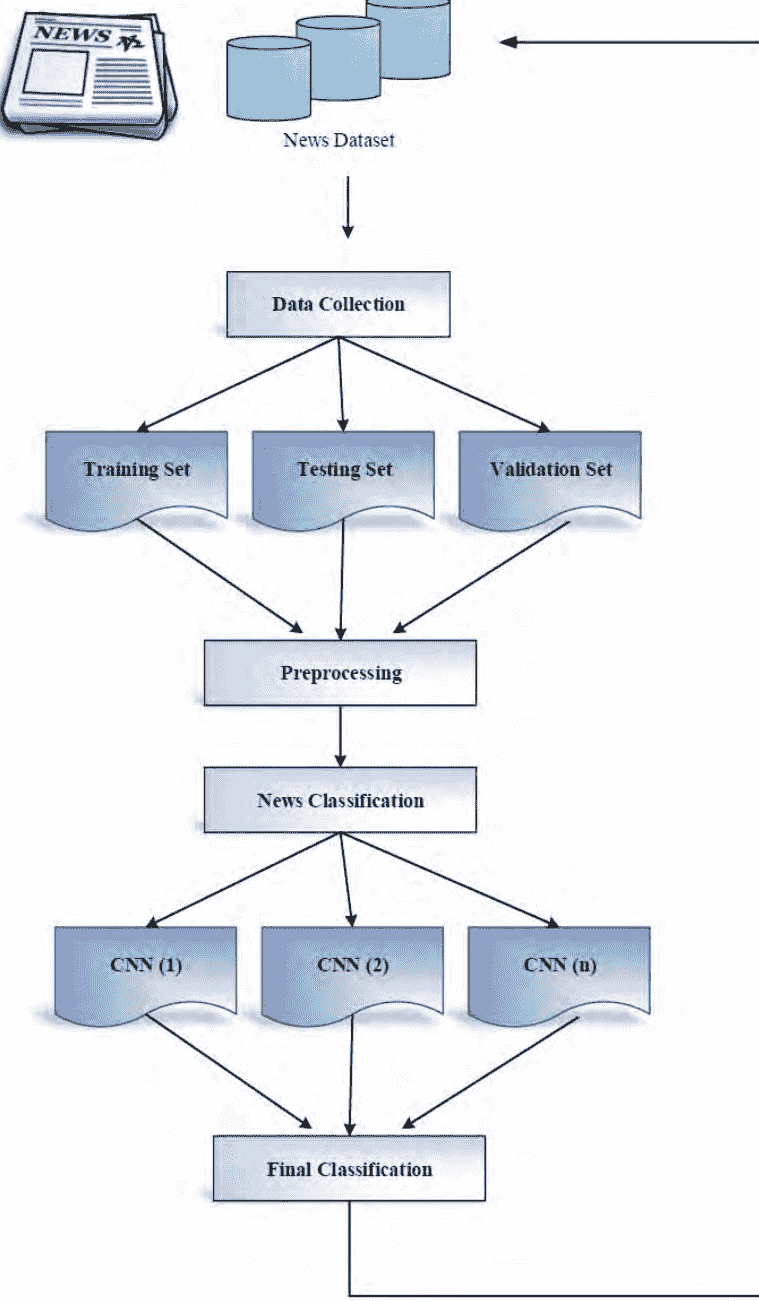 NEWS
News Dataset
Data Collection
Training Set
Testing Set
Validation Set
Preprocessing
News Classification
CNN (1)
CNN (2)
CNN (n)
Final Classification